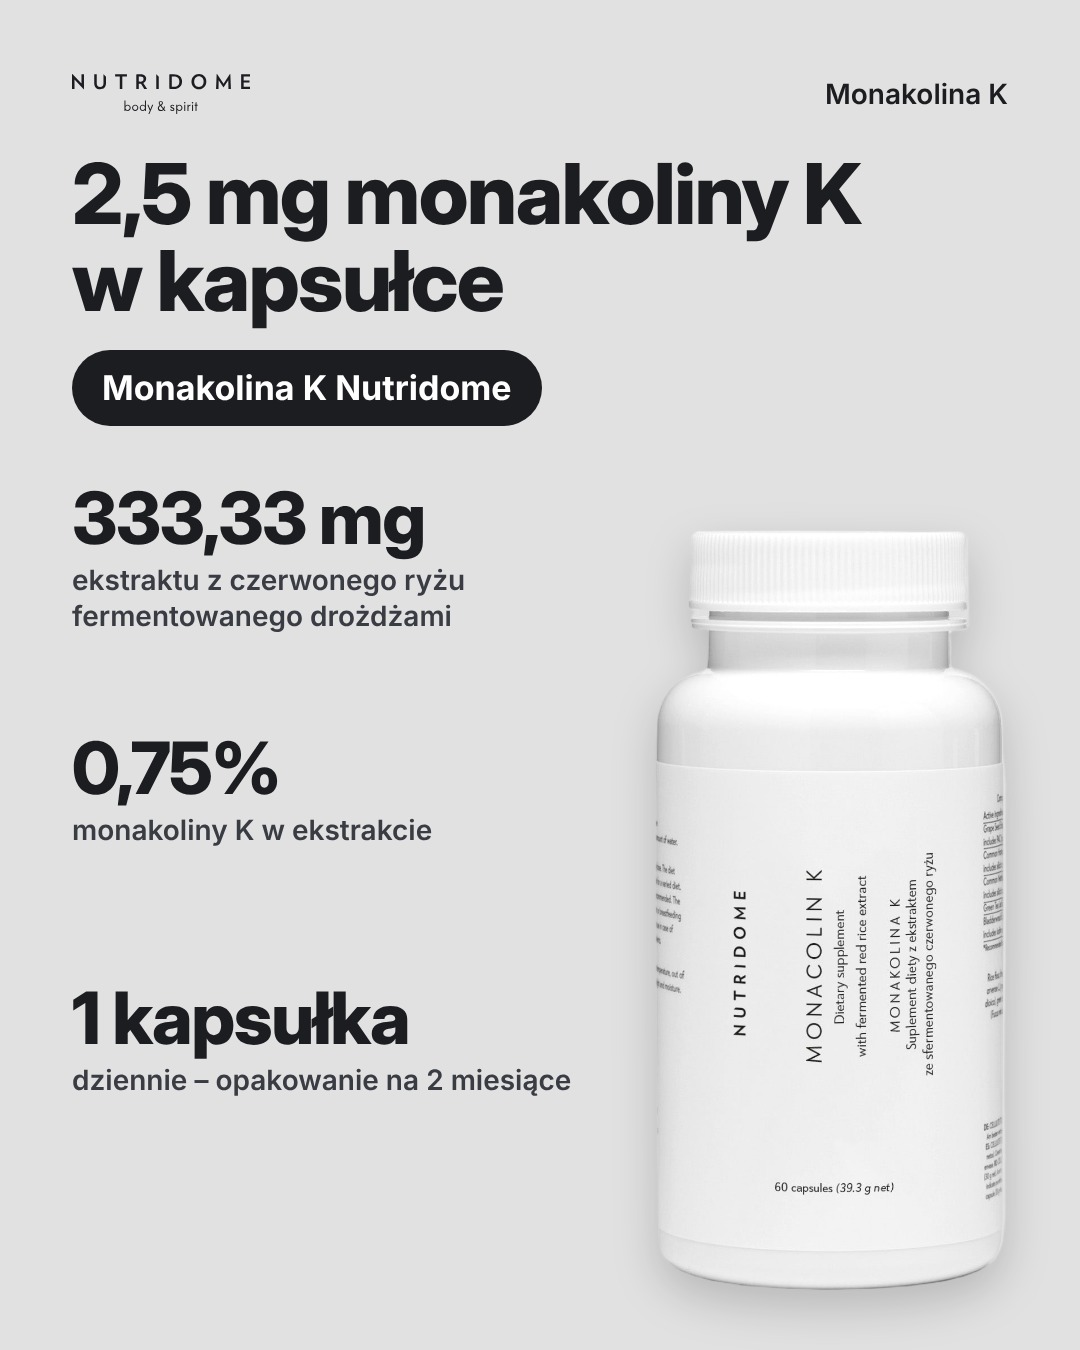 NUTRIDOME
body & spirit
Monakolina K
2,5 mg monakoliny K
w kapsułce
Monakolina K Nutridome
333,33 mg
ekstraktu z czerwonego ryżu
fermentowanego drożdżami
0,75%
monakoliny K w ekstrakcie
1 kapsułka
dziennie – opakowanie na 2 miesiące
NUTRIDOME
MONACOLIN K
Dietary supplement
with fermented red rice extract
MONAKOLINA K
Suplement diety z ekstraktem
ze sfermentowanego czerwonego ryżu
60 capsules (39.3 g net)